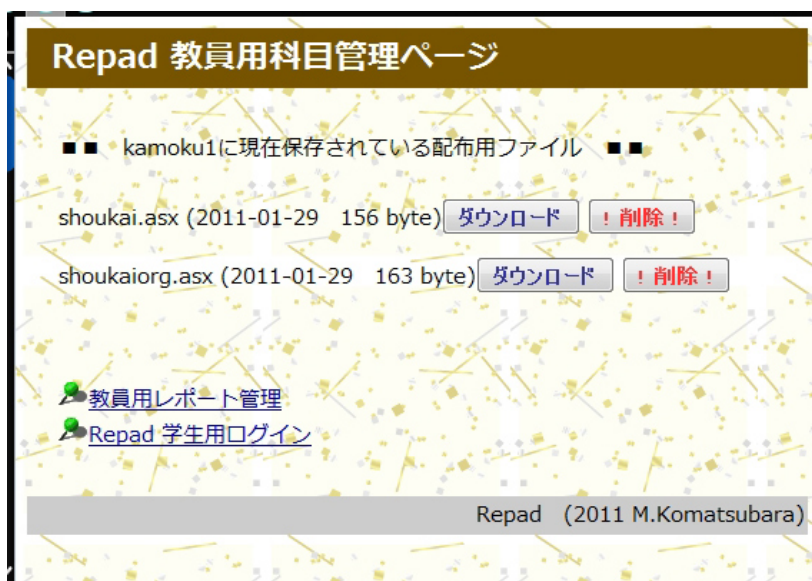 Repad 教員用科目管理ページ
■■ kamoku1に現在保存されている配布用ファイル ■■
shoukai.asx (2011-01-29 156 byte) ダウンロード ！削除！
shoukaiorg.asx (2011-01-29 163 byte) ダウンロード ！削除！
教員用レポート管理
Repad 学生用ログイン
Repad (2011 M.Komatsubara)